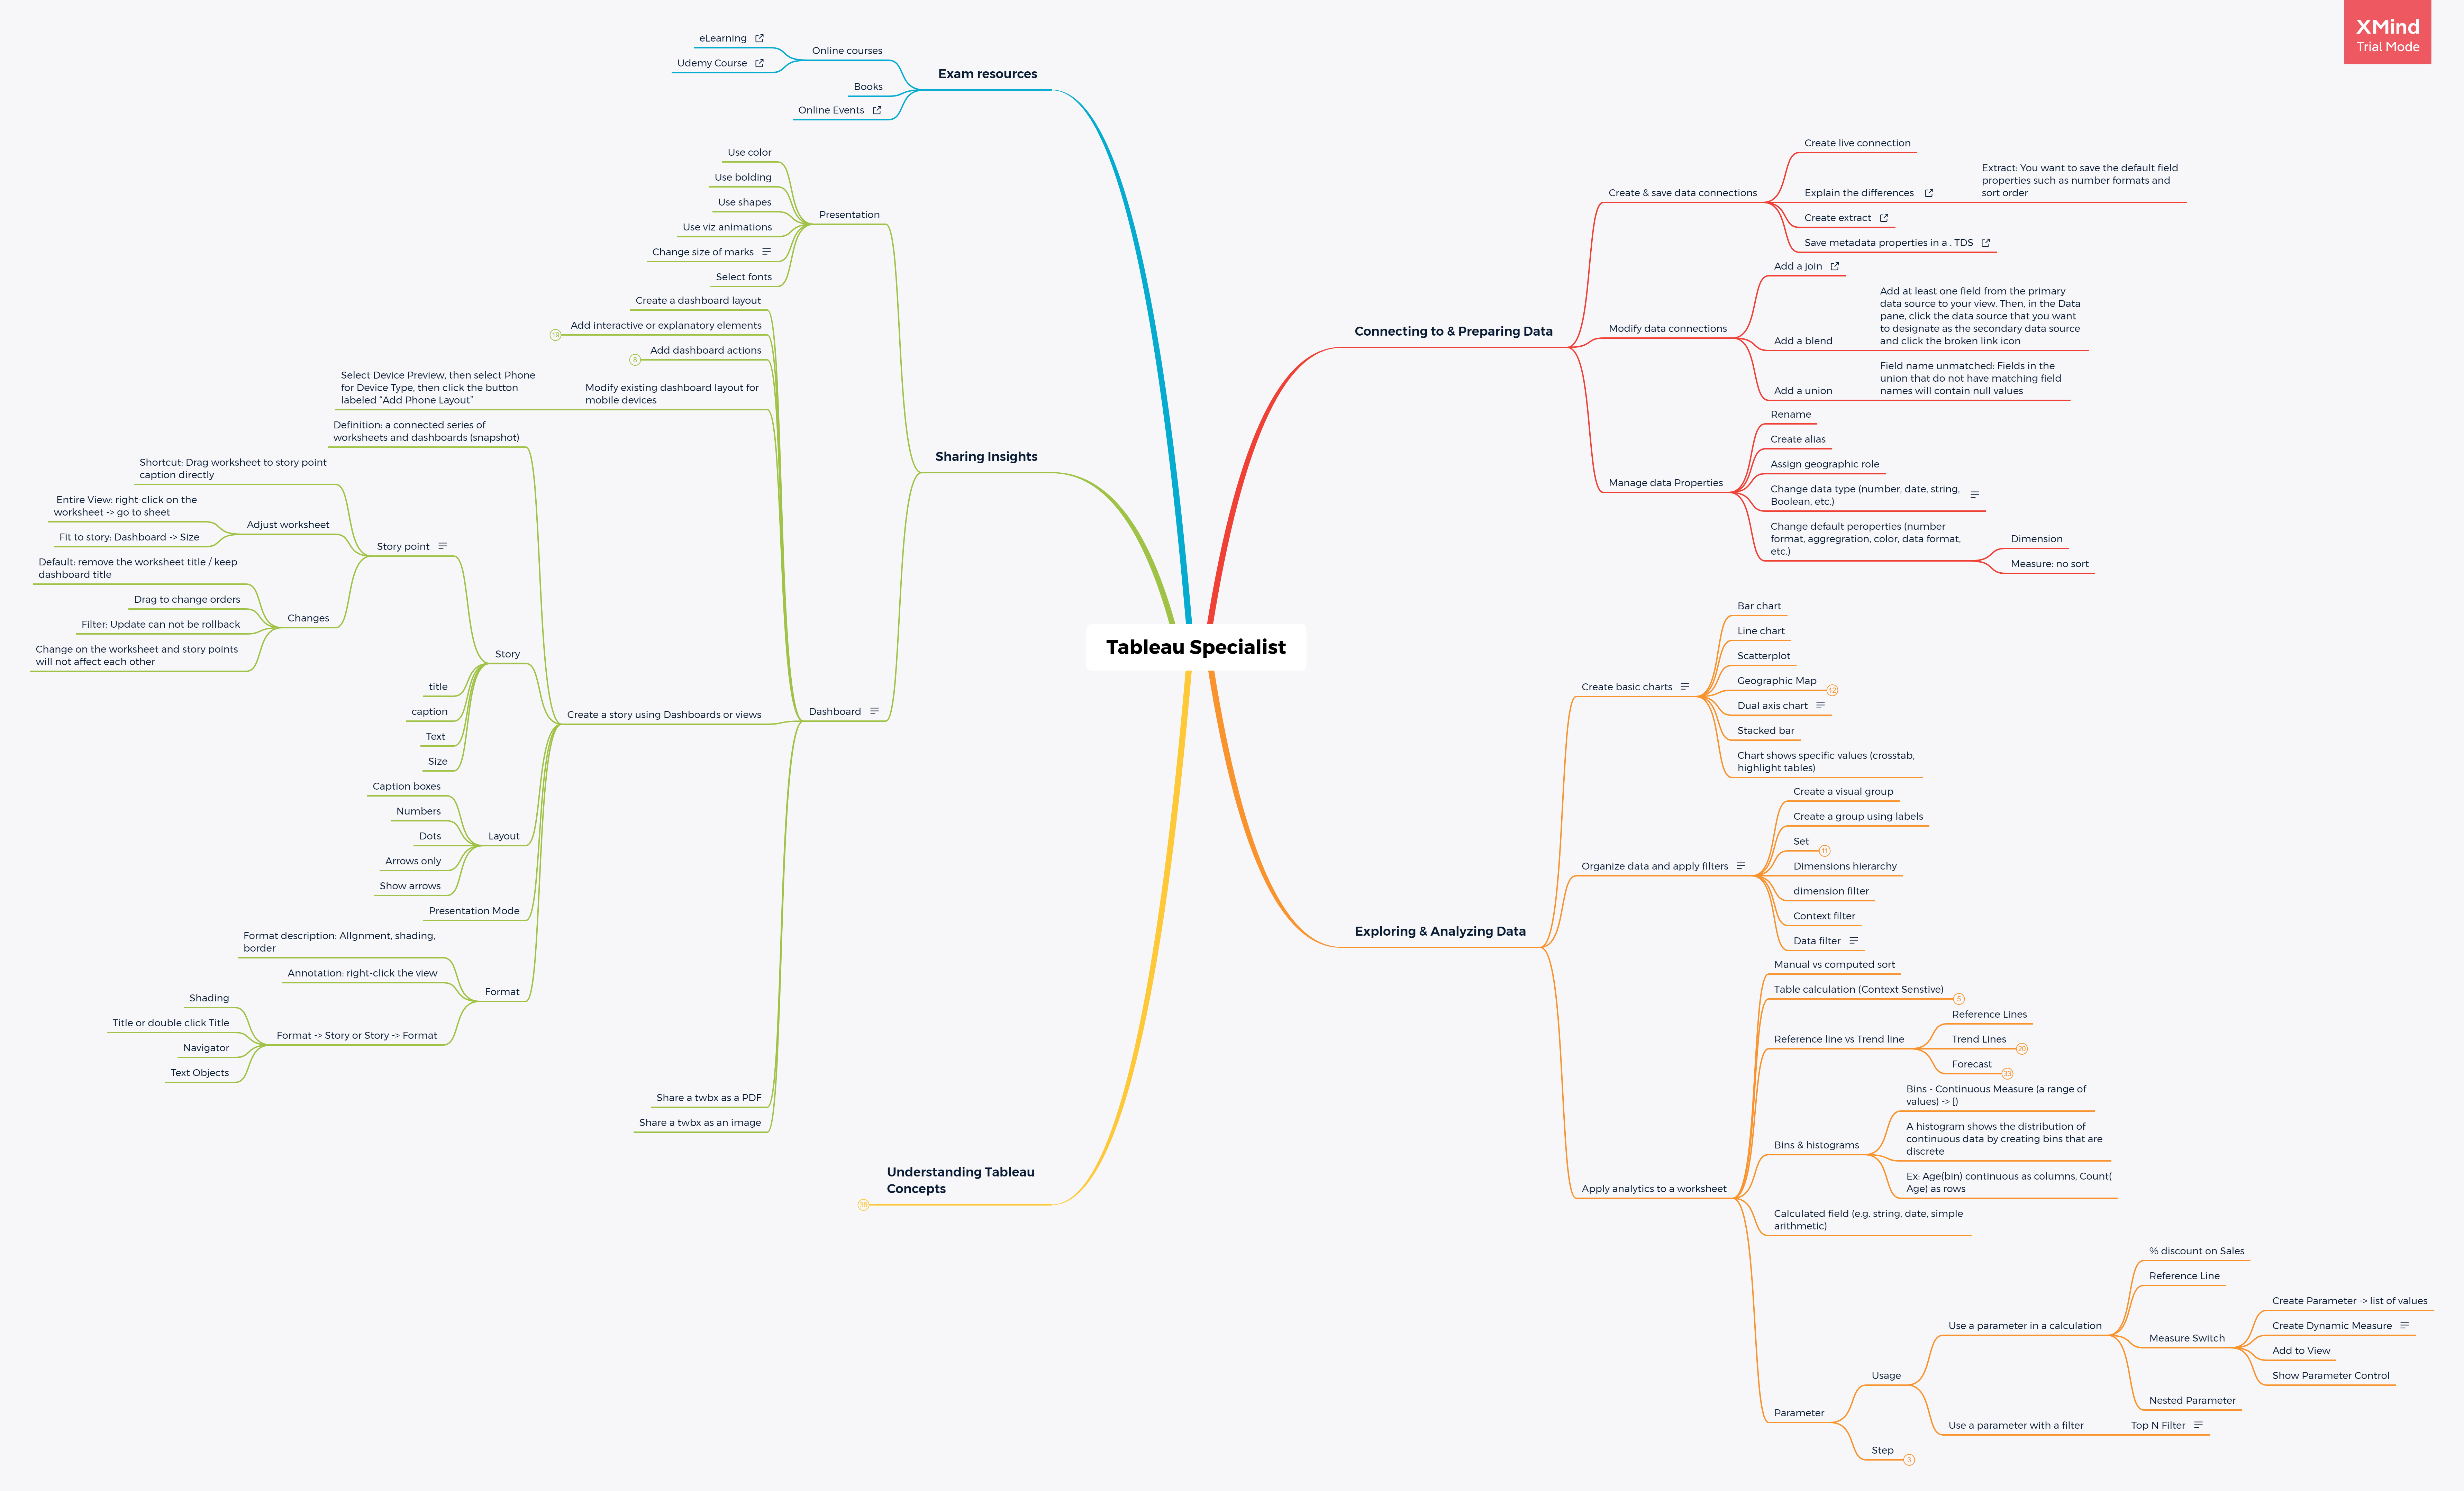 XMind
Trial Mode
Tableau Specialist
Exam resources
Online courses
eLearning
Udemy Course
Books
Online Events
Sharing Insights
Presentation
Use color
Use bolding
Use shapes
Use viz animations
Change size of marks
Select fonts
Dashboard
Create a dashboard layout
Add interactive or explanatory elements
19
Add dashboard actions
8
Modify existing dashboard layout for
mobile devices
Select Device Preview, then select Phone
for Device Type, then click the button
labeled "Add Phone Layout"
Create a story using Dashboards or views
Definition: a connected series of
worksheets and dashboards (snapshot)
Story
Story point
Shortcut: Drag worksheet to story point
caption directly
Adjust worksheet
Entire View: right-click on the
worksheet -> go to sheet
Fit to story: Dashboard -> Size
Changes
Default: remove the worksheet title / keep
dashboard title
Drag to change orders
Filter: Update can not be rollback
Change on the worksheet and story points
will not affect each other
title
caption
Text
Size
Layout
Caption boxes
Numbers
Dots
Arrows only
Show arrows
Presentation Mode
Format
Format description: Allgnment, shading,
border
Annotation: right-click the view
Format -> Story or Story -> Format
Shading
Title or double click Title
Navigator
Text Objects
Share a twbx as a PDF
Share a twbx as an image
Understanding Tableau
Concepts
38
Connecting to & Preparing Data
Create & save data connections
Create live connection
Explain the differences
Extract: You want to save the default field
properties such as number formats and
sort order
Create extract
Save metadata properties in a . TDS
Modify data connections
Add a join
Add a blend
Add at least one field from the primary
data source to your view. Then, in the Data
pane, click the data source that you want
to designate as the secondary data source
and click the broken link icon
Add a union
Field name unmatched: Fields in the
union that do not have matching field
names will contain null values
Manage data Properties
Rename
Create alias
Assign geographic role
Change data type (number, date, string,
Boolean, etc.)
Change default peroperties (number
format, aggregration, color, data format,
etc.)
Dimension
Measure: no sort
Exploring & Analyzing Data
Create basic charts
Bar chart
Line chart
Scatterplot
Geographic Map
12
Dual axis chart
Stacked bar
Chart shows specific values (crosstab,
highlight tables)
Organize data and apply filters
Create a visual group
Create a group using labels
Set
11
Dimensions hierarchy
dimension filter
Context filter
Data filter
Apply analytics to a worksheet
Manual vs computed sort
Table calculation (Context Senstive)
5
Reference line vs Trend line
Reference Lines
Trend Lines
20
Forecast
33
Bins & histograms
Bins - Continuous Measure (a range of
values) -> [)
A histogram shows the distribution of
continuous data by creating bins that are
discrete
Ex: Age(bin) continuous as columns, Count(
Age) as rows
Calculated field (e.g. string, date, simple
arithmetic)
Parameter
Usage
Use a parameter in a calculation
% discount on Sales
Reference Line
Measure Switch
Create Parameter -> list of values
Create Dynamic Measure
Add to View
Show Parameter Control
Nested Parameter
Use a parameter with a filter
Top N Filter
Step
3